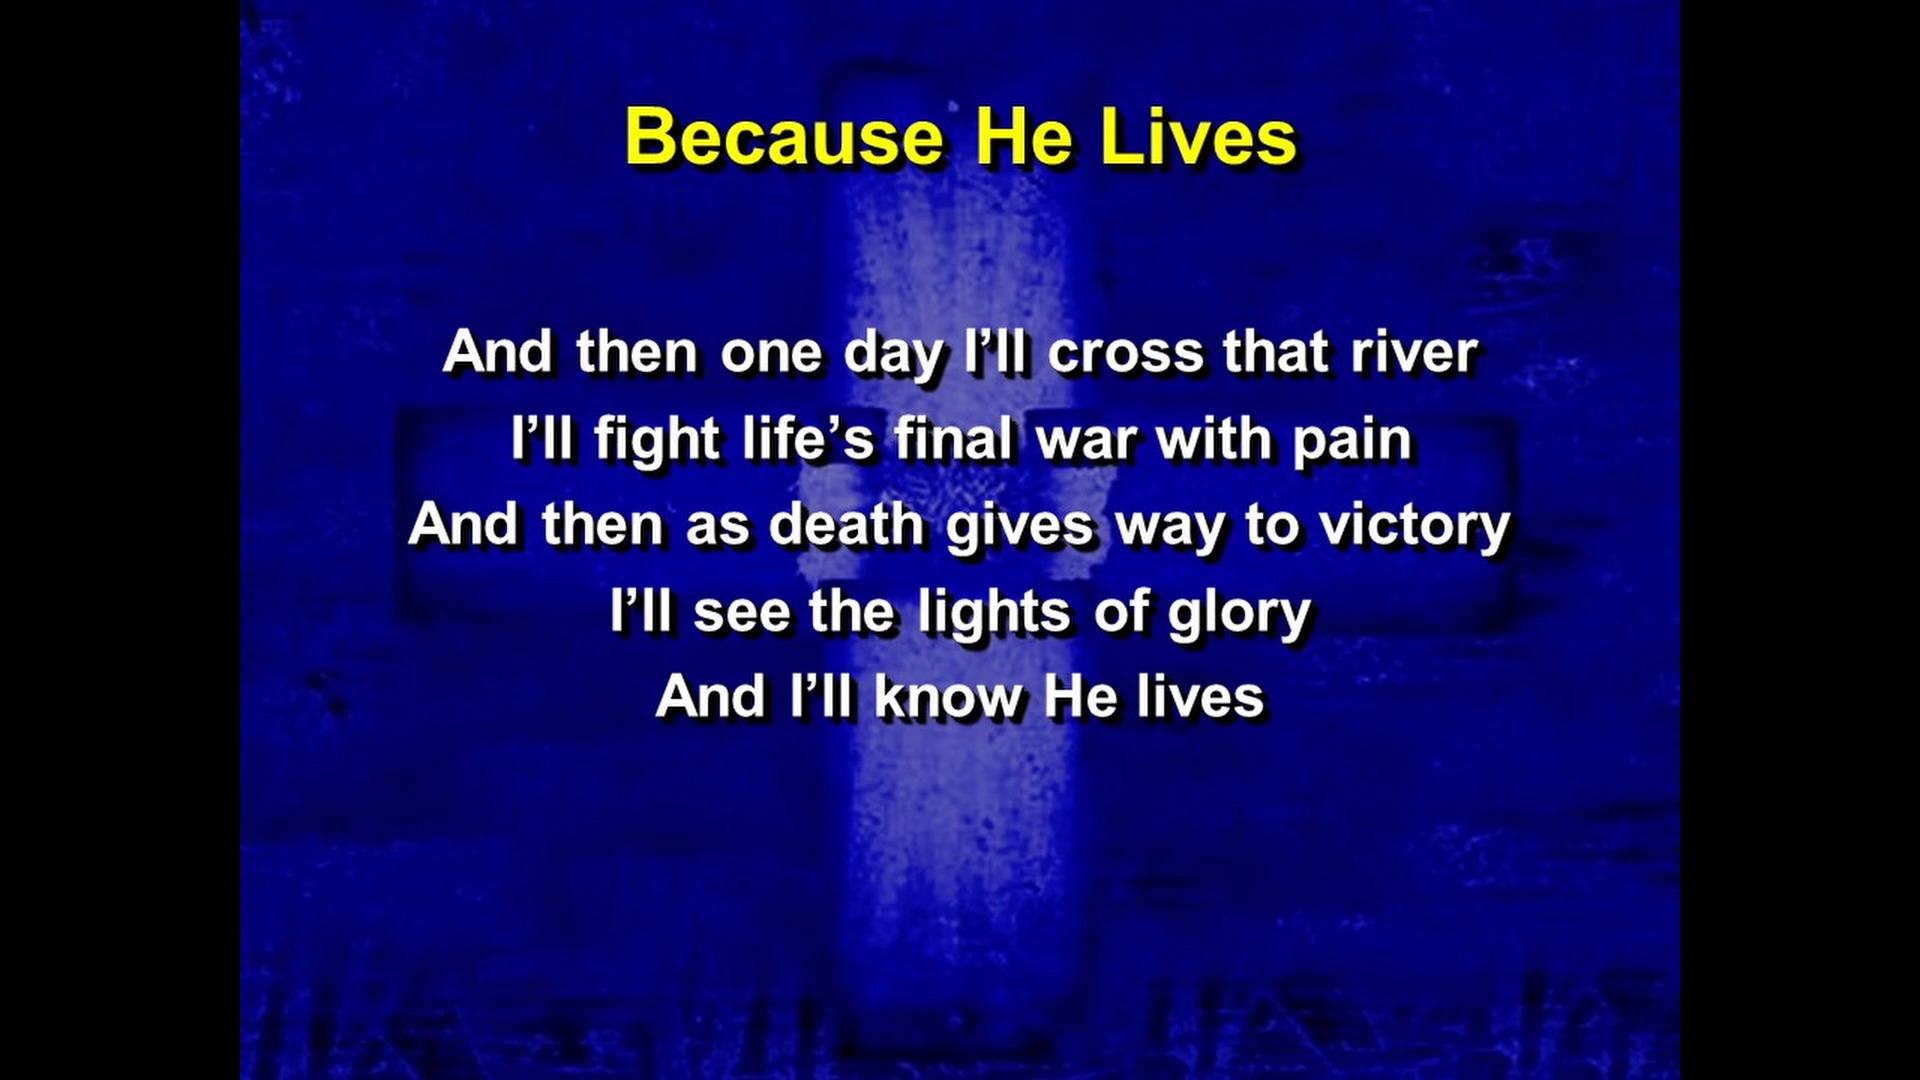 Because He Lives
And then one day I’ll cross that river
I’ll fight life’s final war with pain
And then as death gives way to victory
I’ll see the lights of glory
And I’ll know He lives